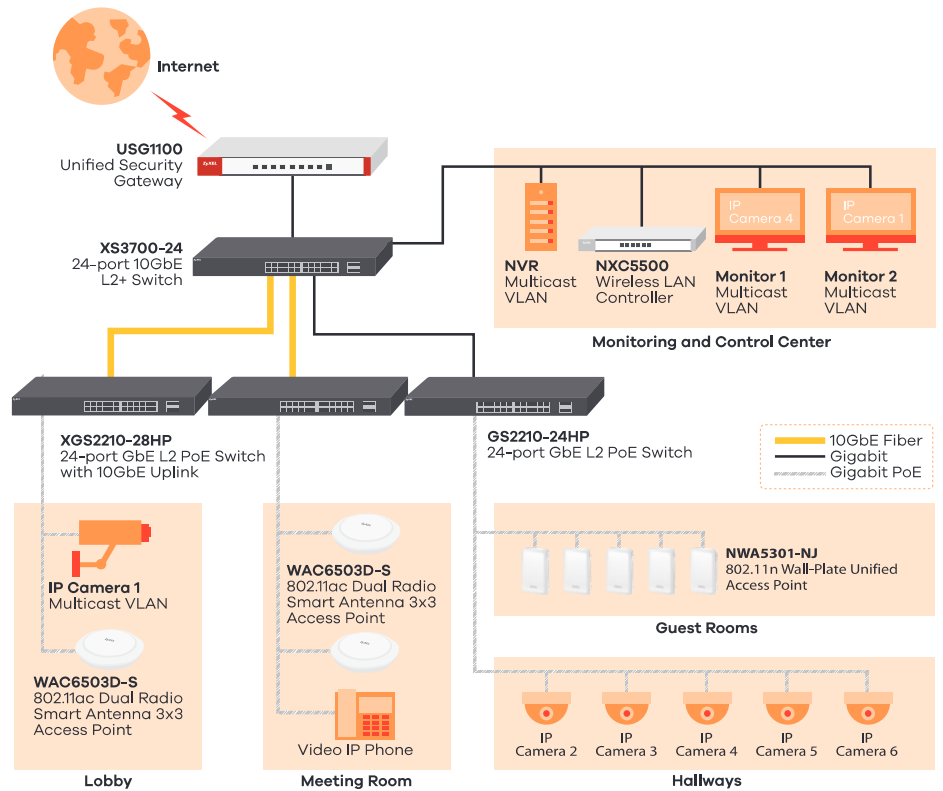 Internet
USG1100
Unified Security
Gateway
ZyXEL
XS3700-24
24-port 10GbE
L2+ Switch
IP
Camera 4
IP
Camera 1
NVR
Multicast
VLAN
NXC5500
Wireless LAN
Controller
Monitor 1
Multicast
VLAN
Monitor 2
Multicast
VLAN
Monitoring and Control Center
XGS2210-28HP
24-port GbE L2 PoE Switch
with 10GbE Uplink
GS2210-24HP
24-port GbE L2 PoE Switch
10GbE Fiber
Gigabit
Gigabit PoE
IP Camera 1
Multicast VLAN
WAC6503D-S
802.11ac Dual Radio
Smart Antenna 3x3
Access Point
Lobby
WAC6503D-S
802.11ac Dual Radio
Smart Antenna 3x3
Access Point
Video IP Phone
Meeting Room
NWA5301-NJ
802.11n Wall-Plate Unified
Access Point
Guest Rooms
IP
Camera 2
IP
Camera 3
IP
Camera 4
IP
Camera 5
IP
Camera 6
Hallways